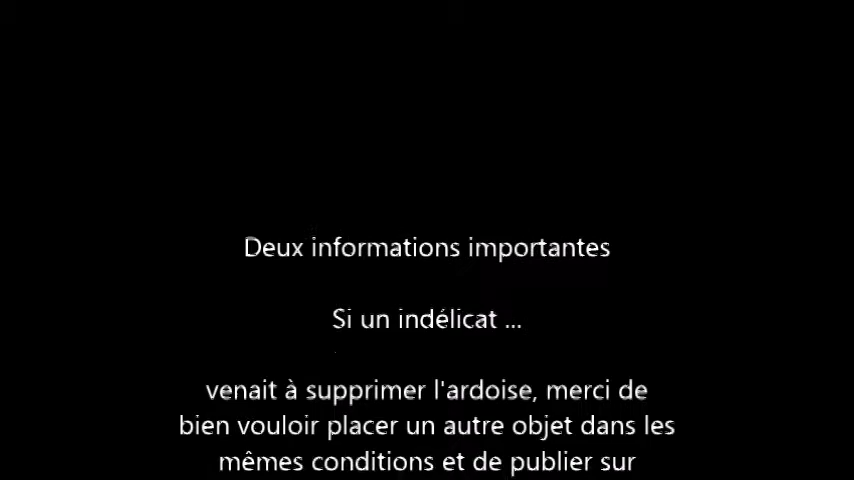 Deux informations importantes
Si un indélicat ...
venait à supprimer l'ardoise, merci de
bien vouloir placer un autre objet dans les
mêmes conditions et de publier sur